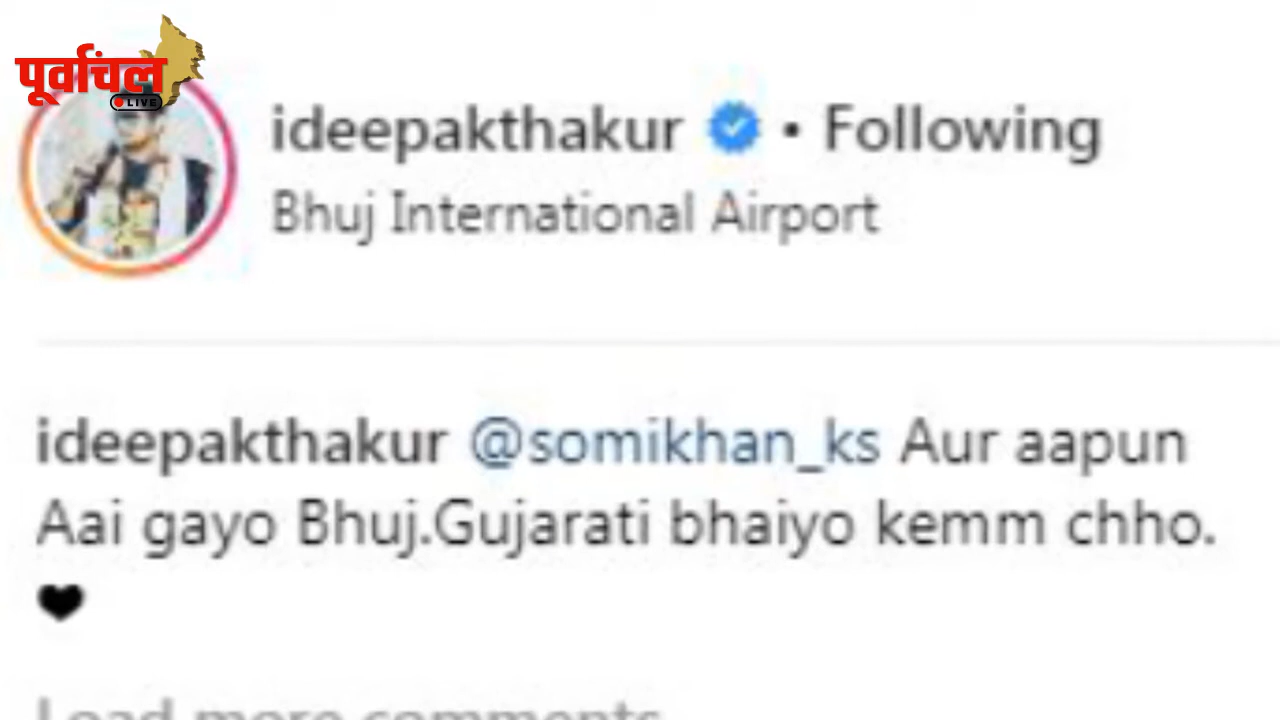 पूर्वांचल
LIVE
ideepakthakur • Following
Bhuj International Airport
ideepakthakur @somikhan_ks Aur aapun
Aai gayo Bhuj.Gujarati bhaiyo kemm chho.
🖤
Load more comments